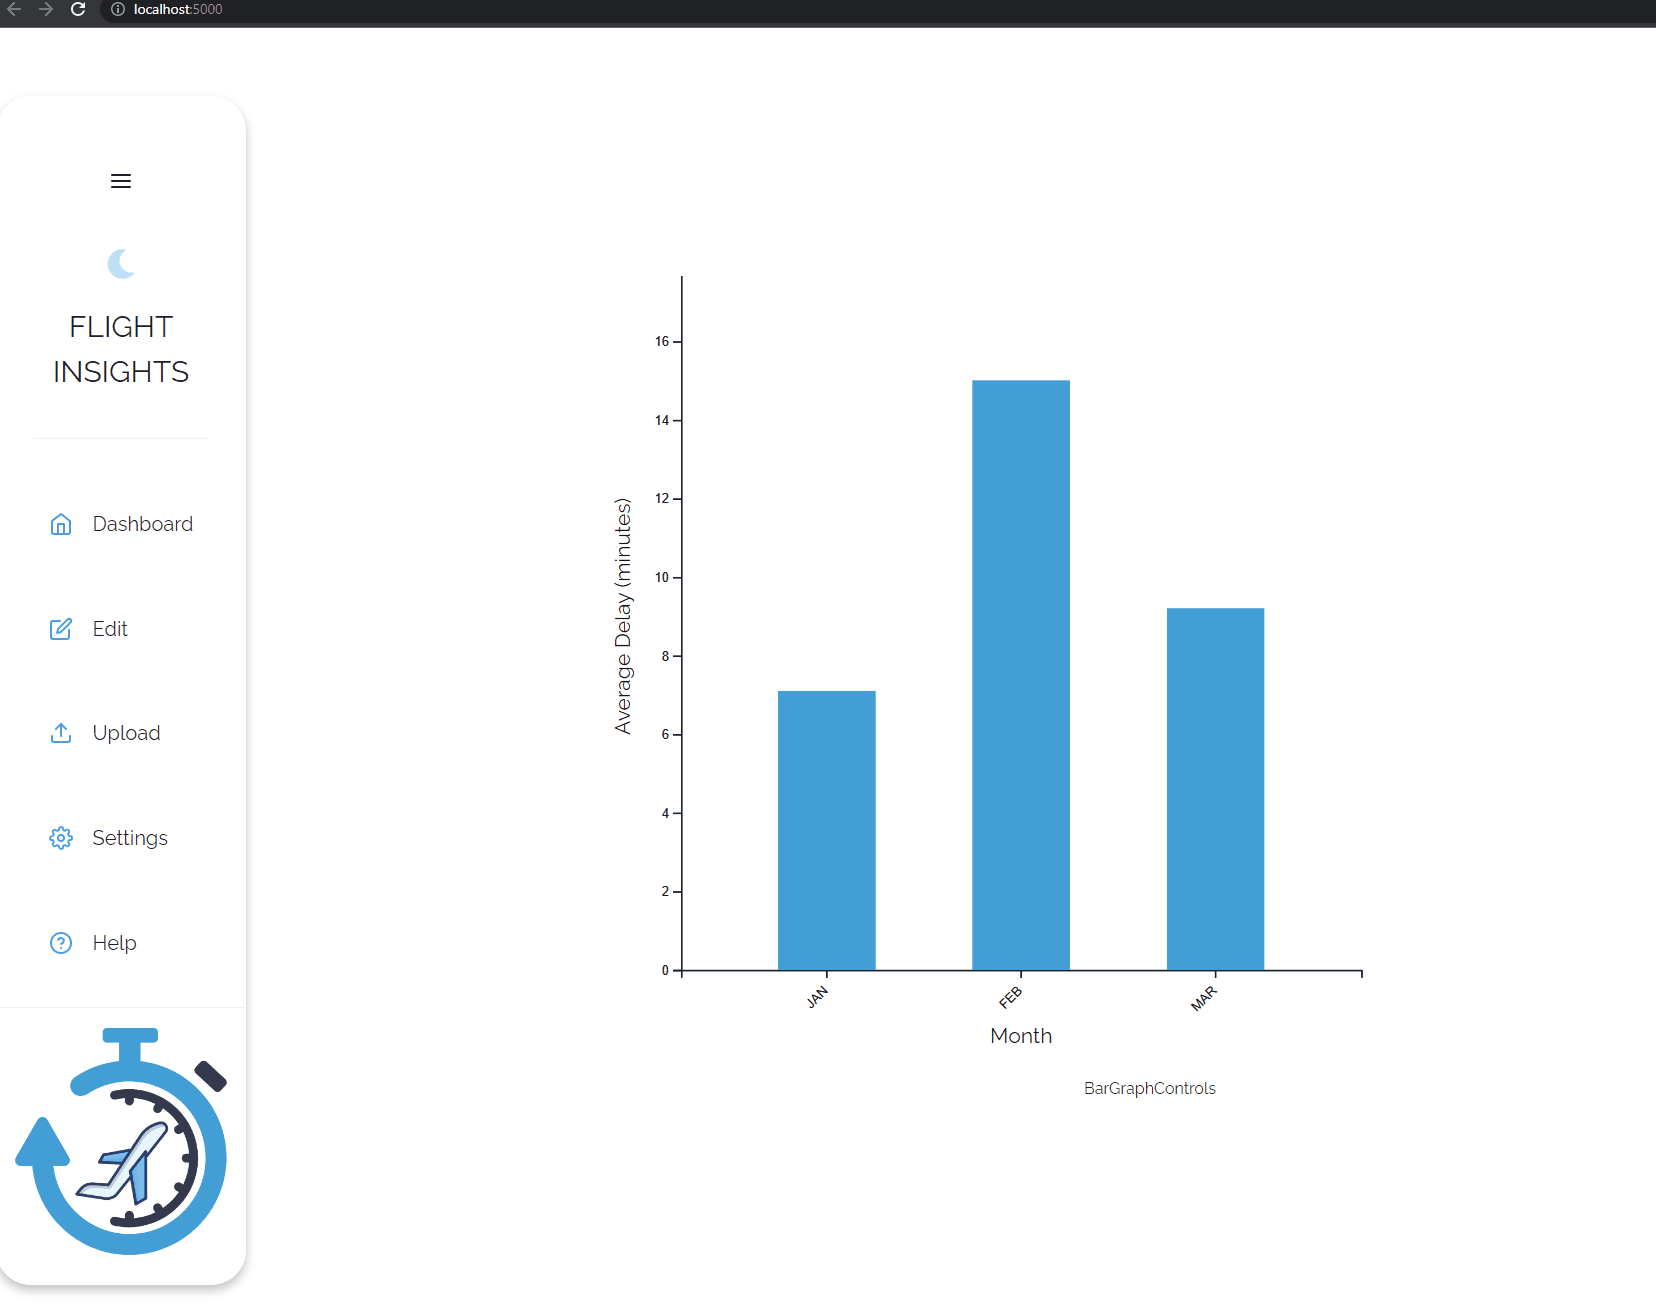 localhost:5000
FLIGHT
INSIGHTS
Dashboard
Edit
Upload
Settings
Help
Average Delay (minutes)
16
14
12
10
8
6
4
2
0
JAN FEB MAR
Month
BarGraphControls